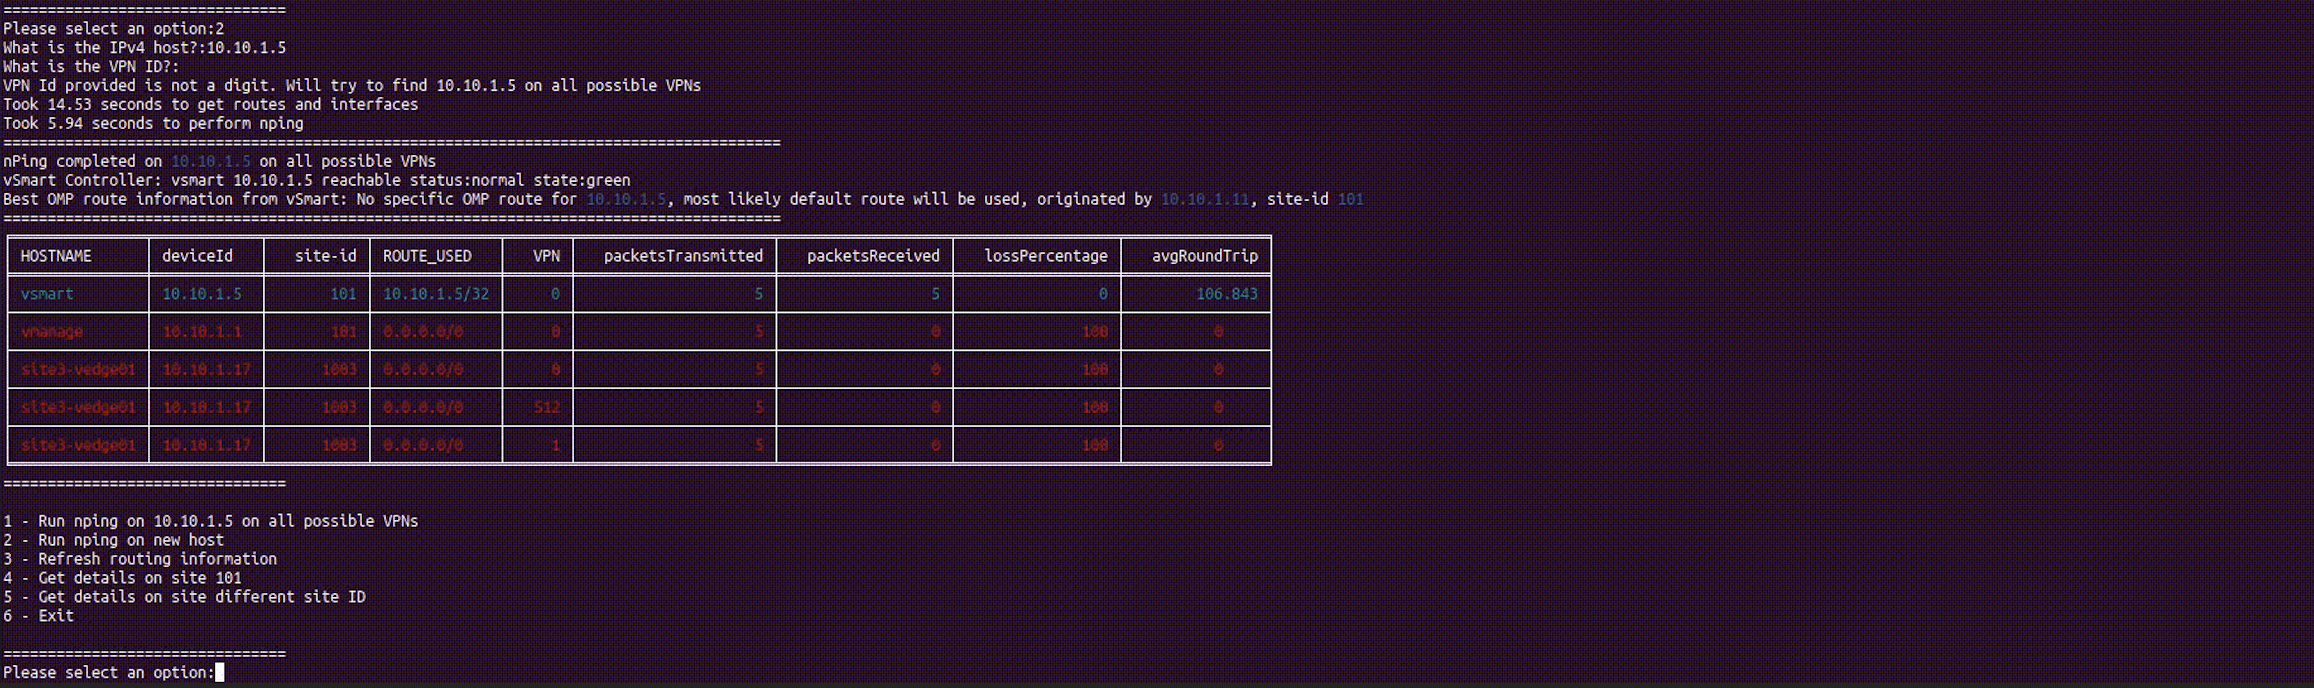 ================================
Please select an option:2
What is the IPv4 host?:10.10.1.5
What is the VPN ID?:
VPN Id provided is not a digit. Will try to find 10.10.1.5 on all possible VPNs
Took 14.53 seconds to get routes and interfaces
Took 5.94 seconds to perform nping
========================================================================================
nPing completed on 10.10.1.5 on all possible VPNs
vSmart Controller: vsmart 10.10.1.5 reachable status:normal state:green
Best OMP route information from vSmart: No specific OMP route for 10.10.1.5, most likely default route will be used, originated by 10.10.1.11, site-id 101
========================================================================================
HOSTNAME deviceId site-id ROUTE_USED VPN packetsTransmitted packetsReceived lossPercentage avgRoundTrip
vsmart 10.10.1.5 101 10.10.1.5/32 0 5 5 0 106.843
vmanage 10.10.1.1 101 0.0.0.0/0 0 5 0 100 0
site3-vedge01 10.10.1.17 1003 0.0.0.0/0 0 5 0 100 0
site3-vedge01 10.10.1.17 1003 0.0.0.0/0 512 5 0 100 0
site3-vedge01 10.10.1.17 1003 0.0.0.0/0 1 5 0 100 0
================================
1 - Run nping on 10.10.1.5 on all possible VPNs
2 - Run nping on new host
3 - Refresh routing information
4 - Get details on site 101
5 - Get details on site different site ID
6 - Exit
================================
Please select an option: